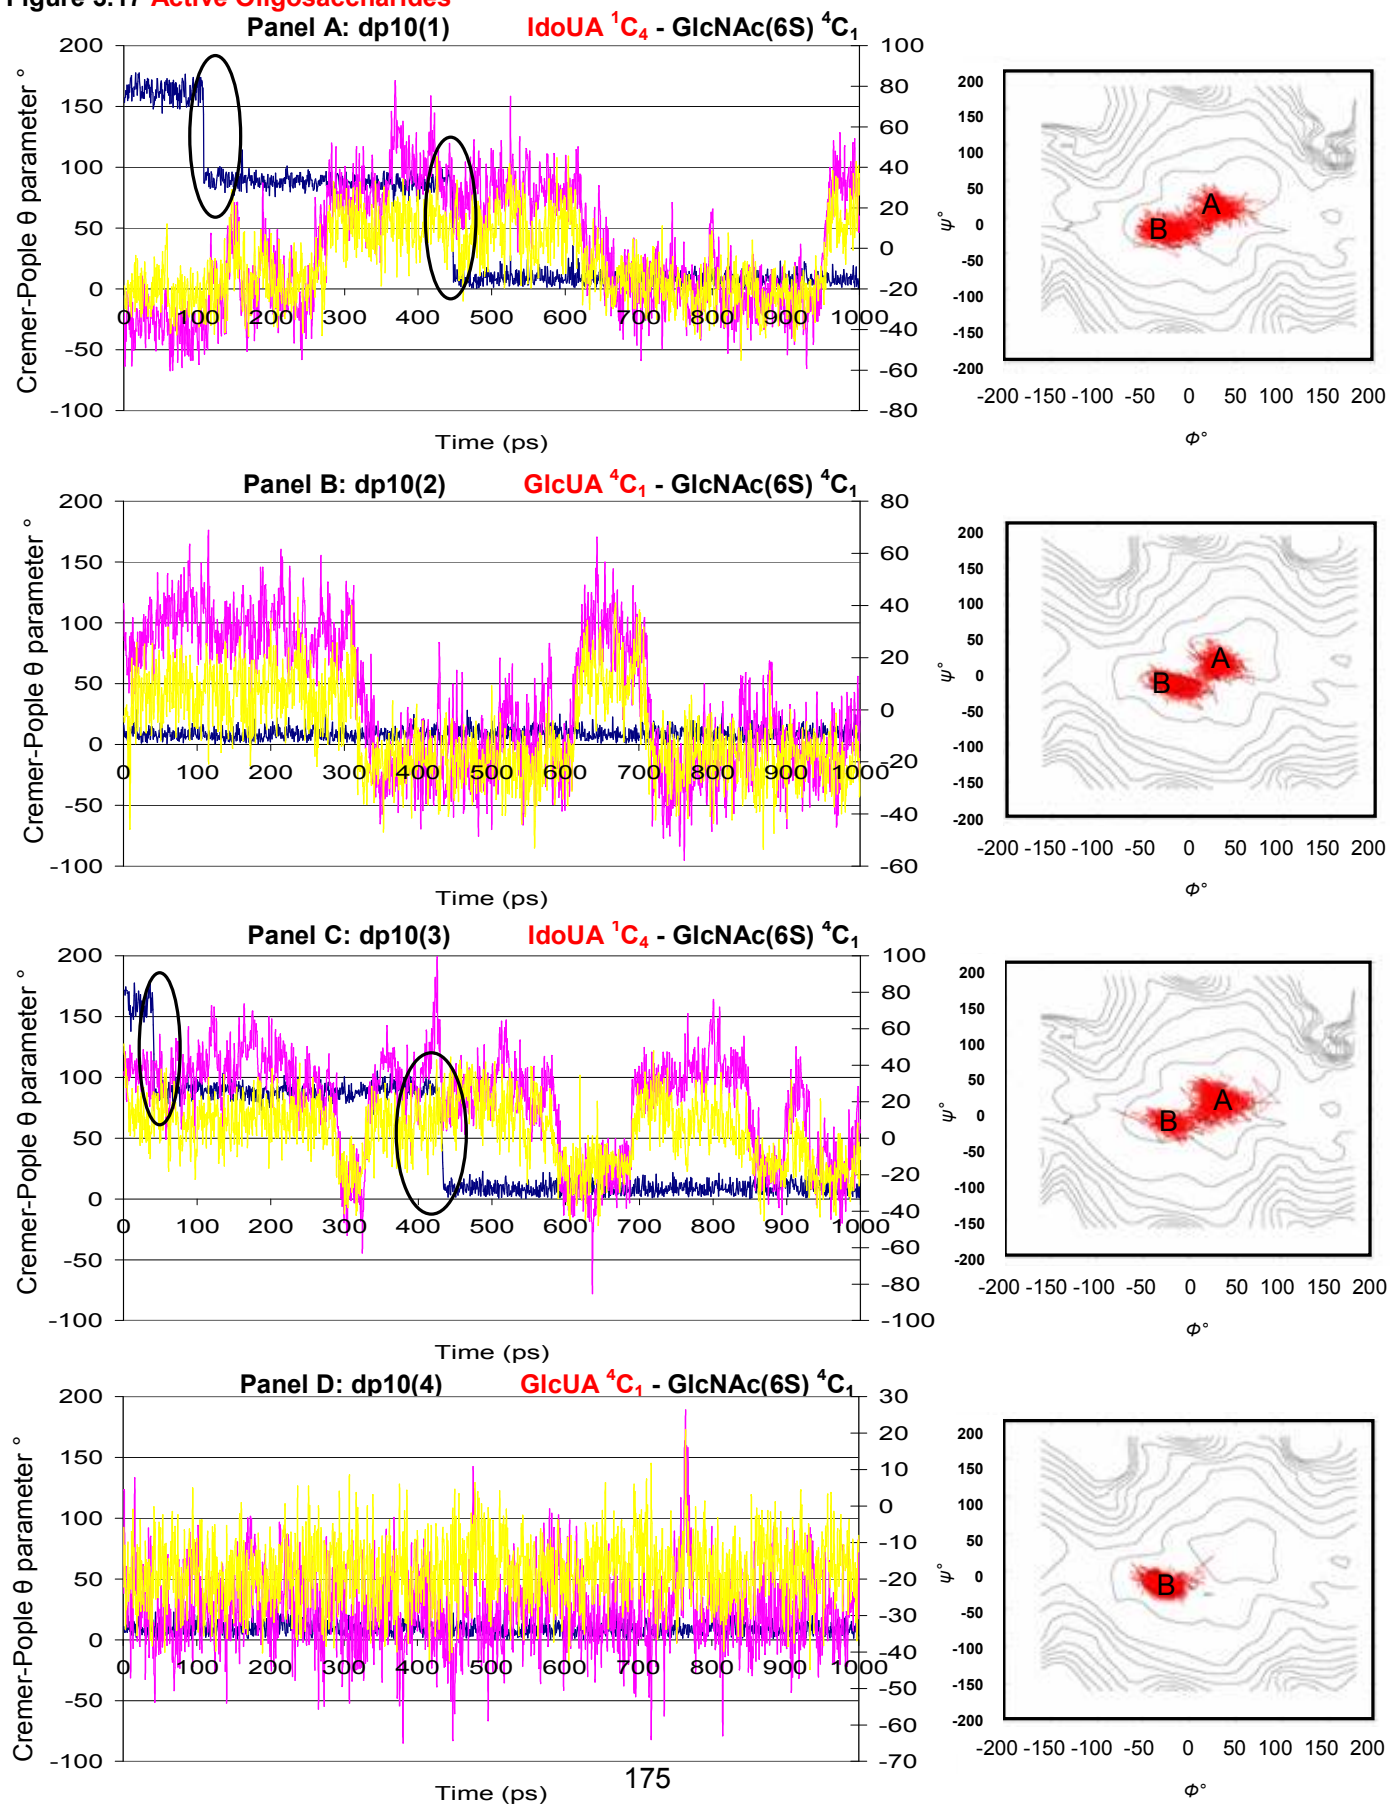 Figure 3.17 Active Oligosaccharides
Panel A: dp10(1) IdoUA ¹C₄ - GlcNAc(6S) ⁴C₁
Cremer-Pople θ parameter °
200
150
100
50
0
-50
-100
0 100 200 300 400 500 600 700 800 900 1000
100
80
60
40
20
0
-20
-40
-60
-80
Time (ps)
ψ°
200
150
100
50
0
-50
-100
-150
-200
A
B
-200 -150 -100 -50 0 50 100 150 200
Φ°
Panel B: dp10(2) GlcUA ⁴C₁ - GlcNAc(6S) ⁴C₁
Cremer-Pople θ parameter °
200
150
100
50
0
-50
-100
0 100 200 300 400 500 600 700 800 900 1000
80
60
40
20
0
-20
-40
-60
Time (ps)
ψ°
200
150
100
50
0
-50
-100
-150
-200
A
B
-200 -150 -100 -50 0 50 100 150 200
Φ°
Panel C: dp10(3) IdoUA ¹C₄ - GlcNAc(6S) ⁴C₁
Cremer-Pople θ parameter °
200
150
100
50
0
-50
-100
0 100 200 300 400 500 600 700 800 900 1000
100
80
60
40
20
0
-20
-40
-60
-80
-100
Time (ps)
ψ°
200
150
100
50
0
-50
-100
-150
-200
A
B
-200 -150 -100 -50 0 50 100 150 200
Φ°
Panel D: dp10(4) GlcUA ⁴C₁ - GlcNAc(6S) ⁴C₁
Cremer-Pople θ parameter °
200
150
100
50
0
-50
-100
0 100 200 300 400 500 600 700 800 900 1000
30
20
10
0
-10
-20
-30
-40
-50
-60
-70
Time (ps)
ψ°
200
150
100
50
0
-50
-100
-150
-200
B
-200 -150 -100 -50 0 50 100 150 200
Φ°
175